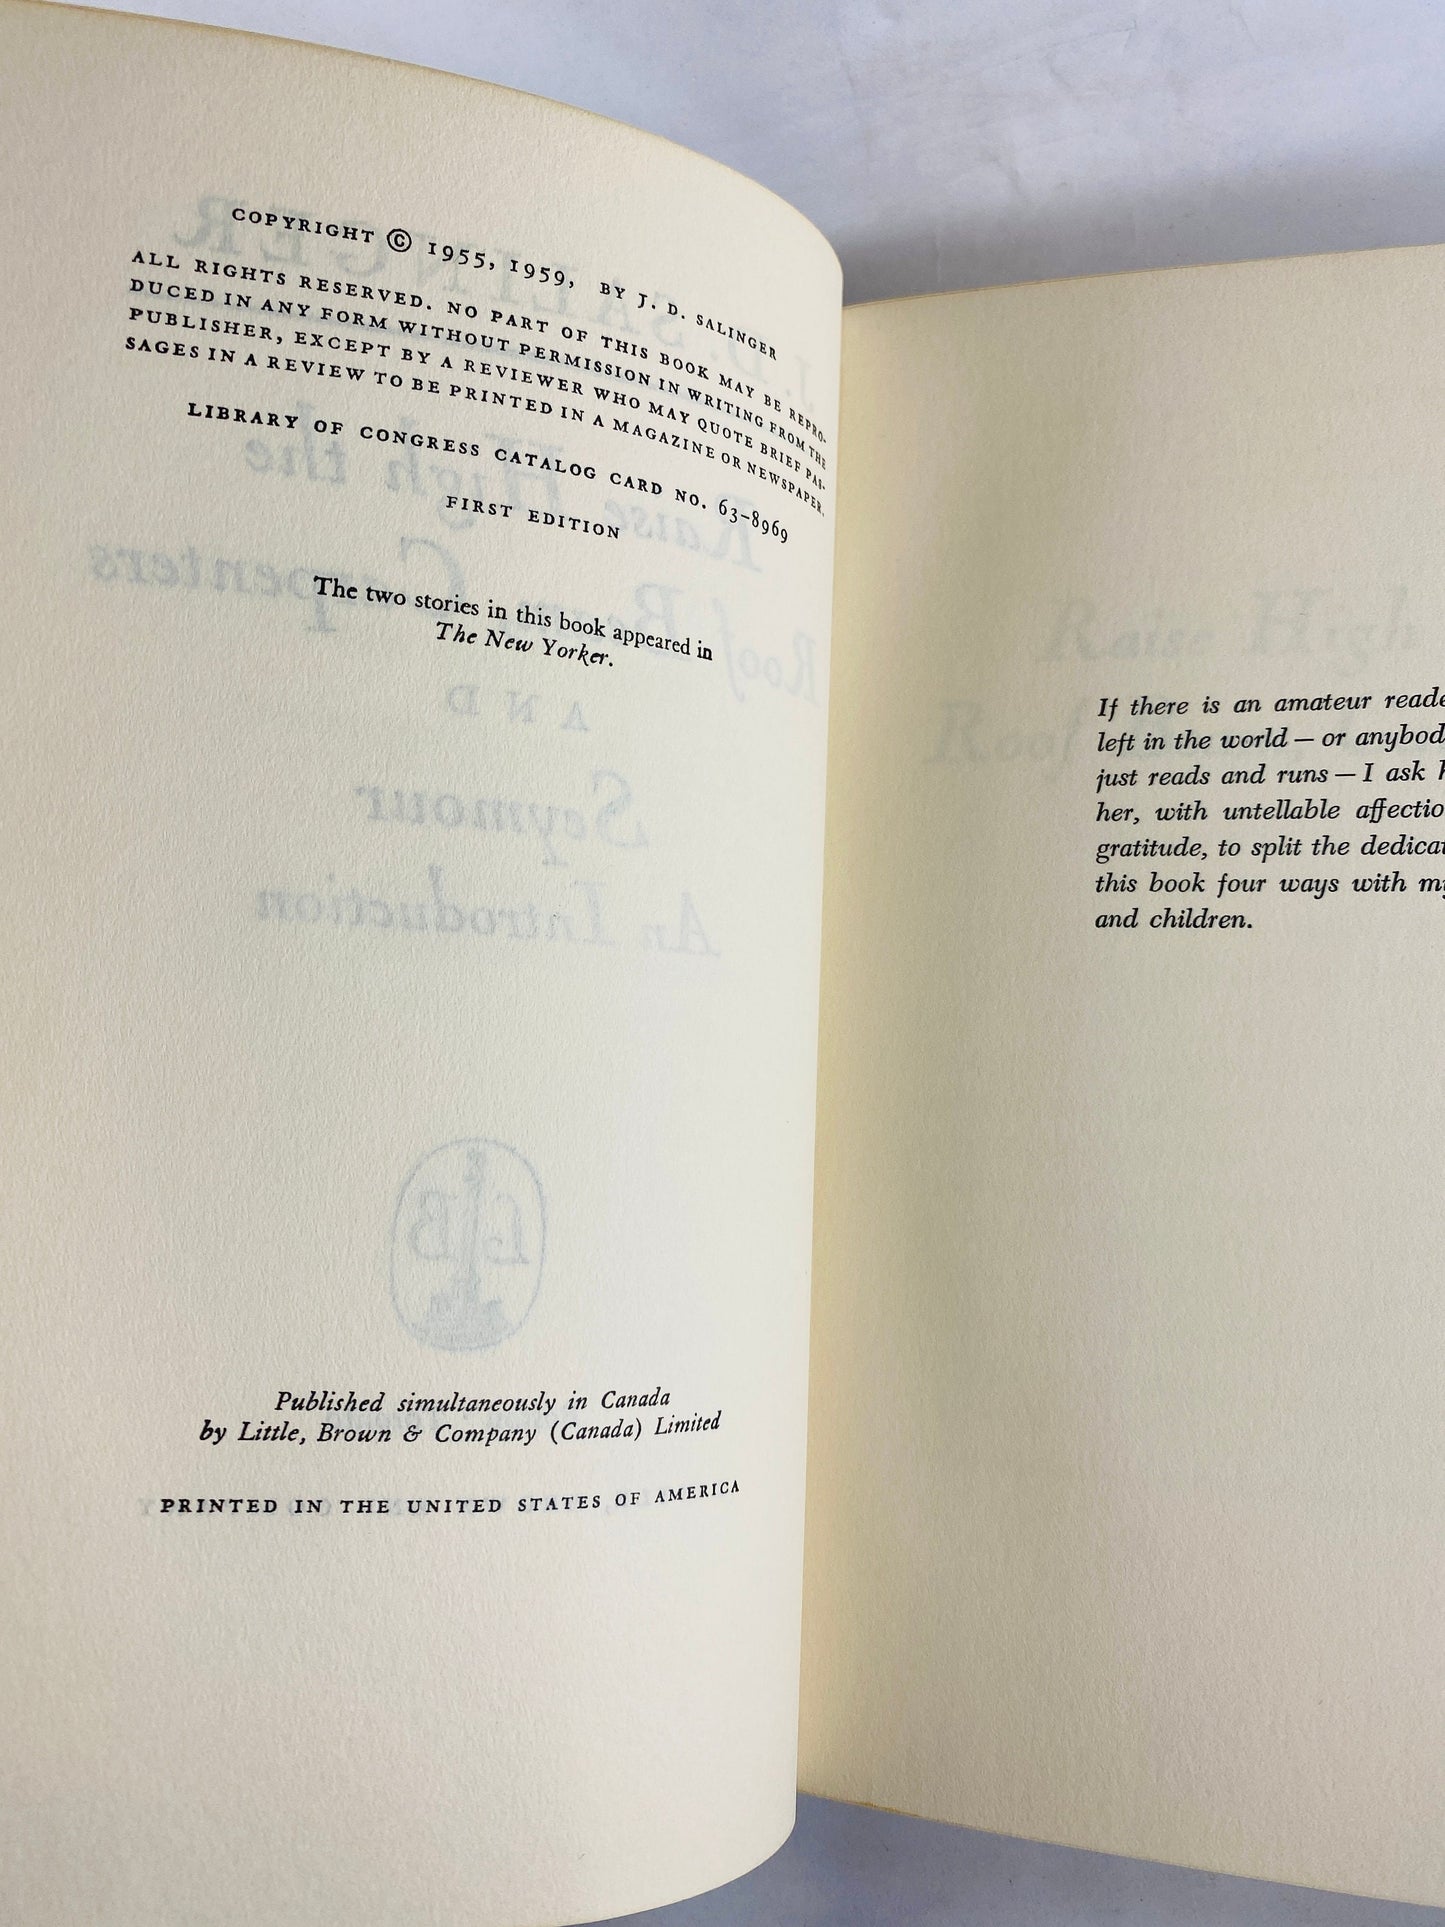 COPYRIGHT © 1955, 1959, BY J. D. SALINGER
ALL RIGHTS RESERVED. NO PART OF THIS BOOK MAY BE REPRO-
DUCED IN ANY FORM WITHOUT PERMISSION IN WRITING FROM THE
PUBLISHER, EXCEPT BY A REVIEWER WHO MAY QUOTE BRIEF PAS-
SAGES IN A REVIEW TO BE PRINTED IN A MAGAZINE OR NEWSPAPER.
LIBRARY OF CONGRESS CATALOG CARD NO. 63-8969
FIRST EDITION
The two stories in this book appeared in
The New Yorker.
Published simultaneously in Canada
by Little, Brown & Company (Canada) Limited
PRINTED IN THE UNITED STATES OF AMERICA
If there is an amateur reade
left in the world — or anybod
just reads and runs — I ask
her, with untellable affectio
gratitude, to split the dedica
this book four ways with my
and children.